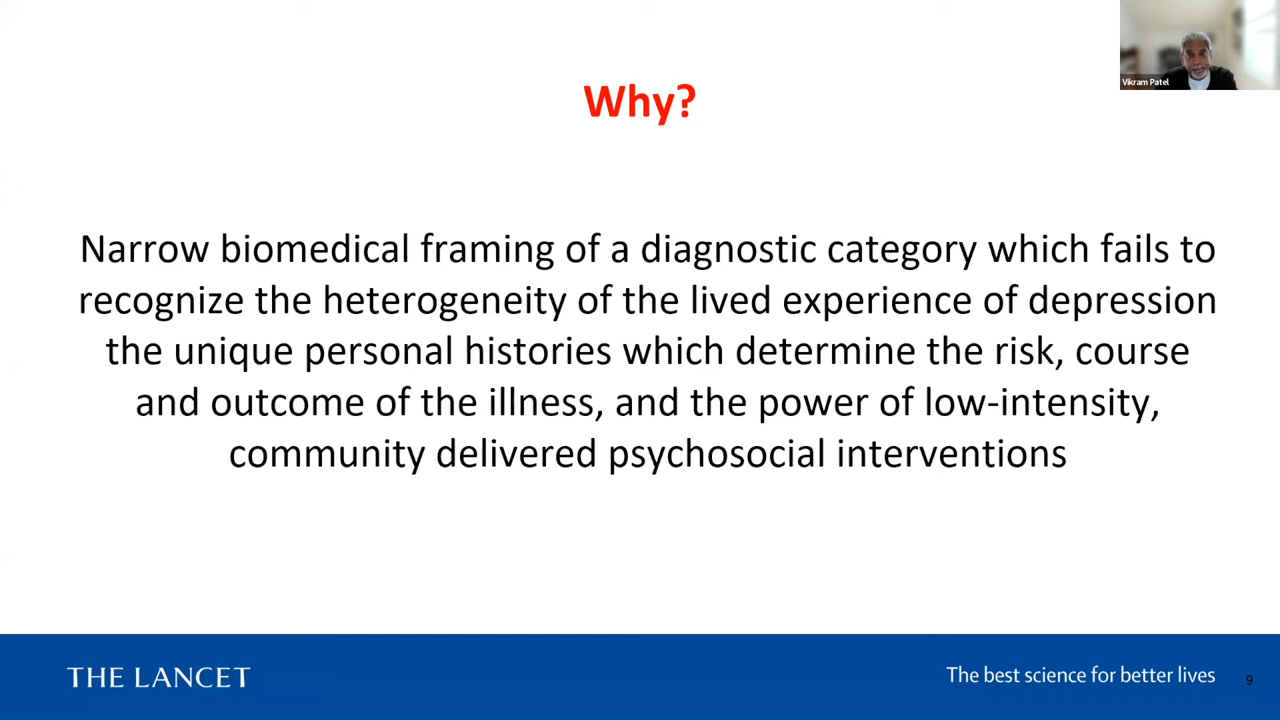 Vikram Patel
Why?
Narrow biomedical framing of a diagnostic category which fails to
recognize the heterogeneity of the lived experience of depression
the unique personal histories which determine the risk, course
and outcome of the illness, and the power of low-intensity,
community delivered psychosocial interventions
THE LANCET
The best science for better lives
9